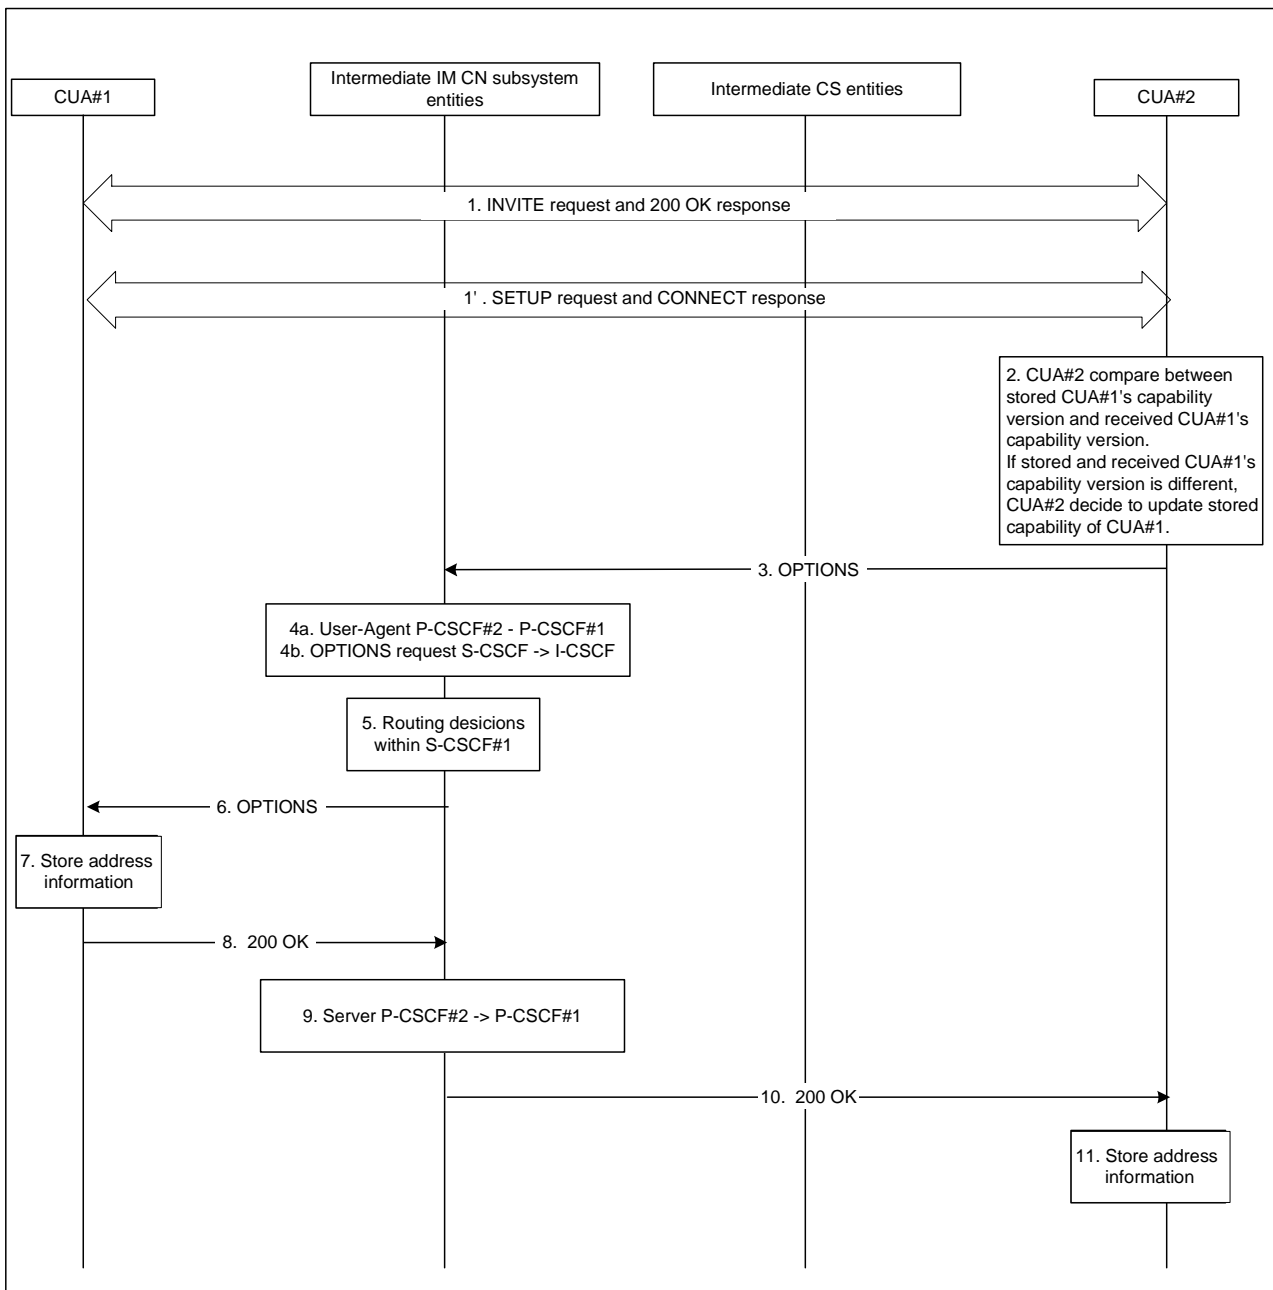 CUA#1
Intermediate IM CN subsystem
entities
Intermediate CS entities
CUA#2
1. INVITE request and 200 OK response
1' . SETUP request and CONNECT response
2. CUA#2 compare between
stored CUA#1's capability
version and received CUA#1's
capability version.
If stored and received CUA#1's
capability version is different,
CUA#2 decide to update stored
capability of CUA#1.
3. OPTIONS
4a. User-Agent P-CSCF#2 - P-CSCF#1
4b. OPTIONS request S-CSCF -> I-CSCF
5. Routing desicions
within S-CSCF#1
6. OPTIONS
7. Store address
information
8. 200 OK
9. Server P-CSCF#2 -> P-CSCF#1
10. 200 OK
11. Store address
information